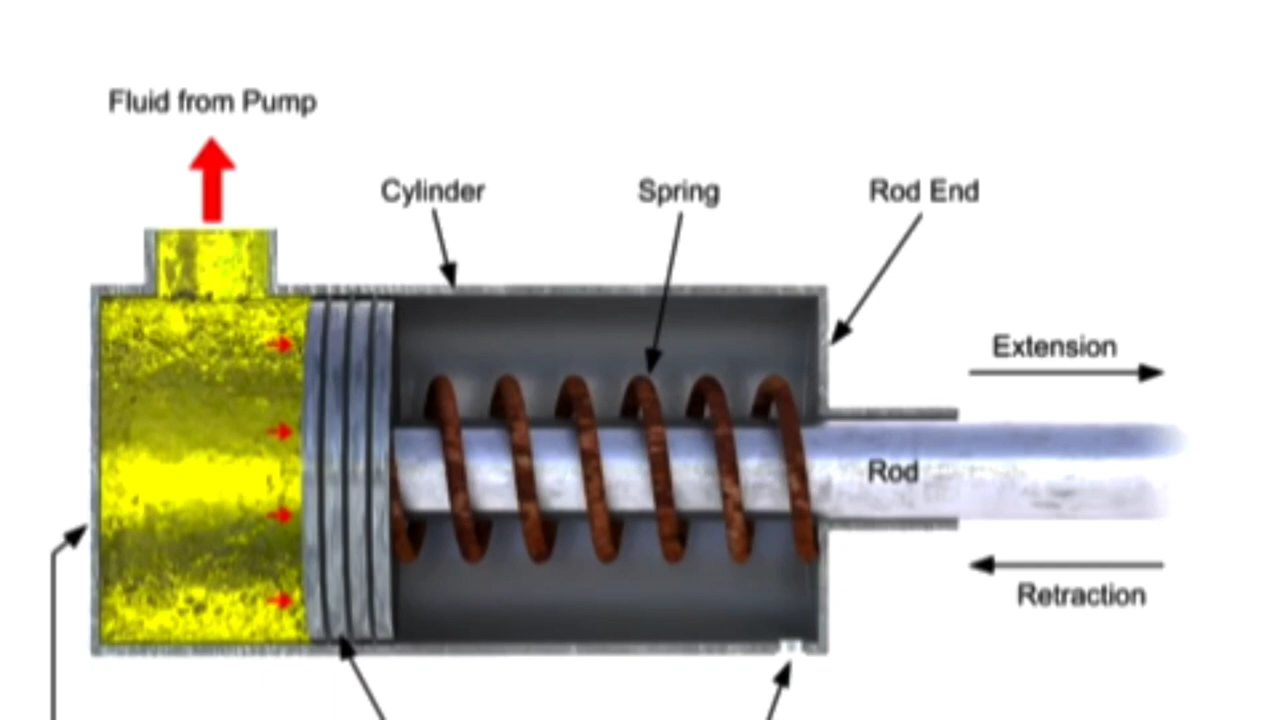 Fluid from Pump
Cylinder
Spring
Rod End
Extension
Rod
Retraction